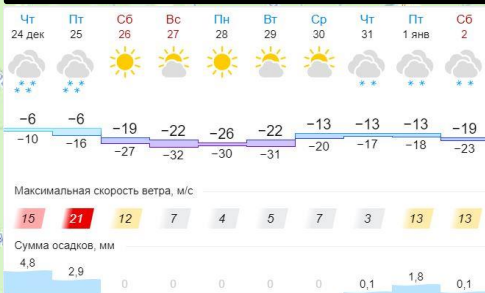 Чт Пт Сб Вс Пн Вт Ср Чт Пт Сб
24 дек 25 26 27 28 29 30 31 1 янв 2
−6 −6 −19 −22 −26 −22 −13 −13 −13 −19
−10 −16 −27 −32 −30 −31 −20 −17 −18 −23
Максимальная скорость ветра, м/с
15 21 12 7 4 5 7 3 13 13
Сумма осадков, мм
4,8 2,9 0 0 0 0 0 0,1 1,8 0,1